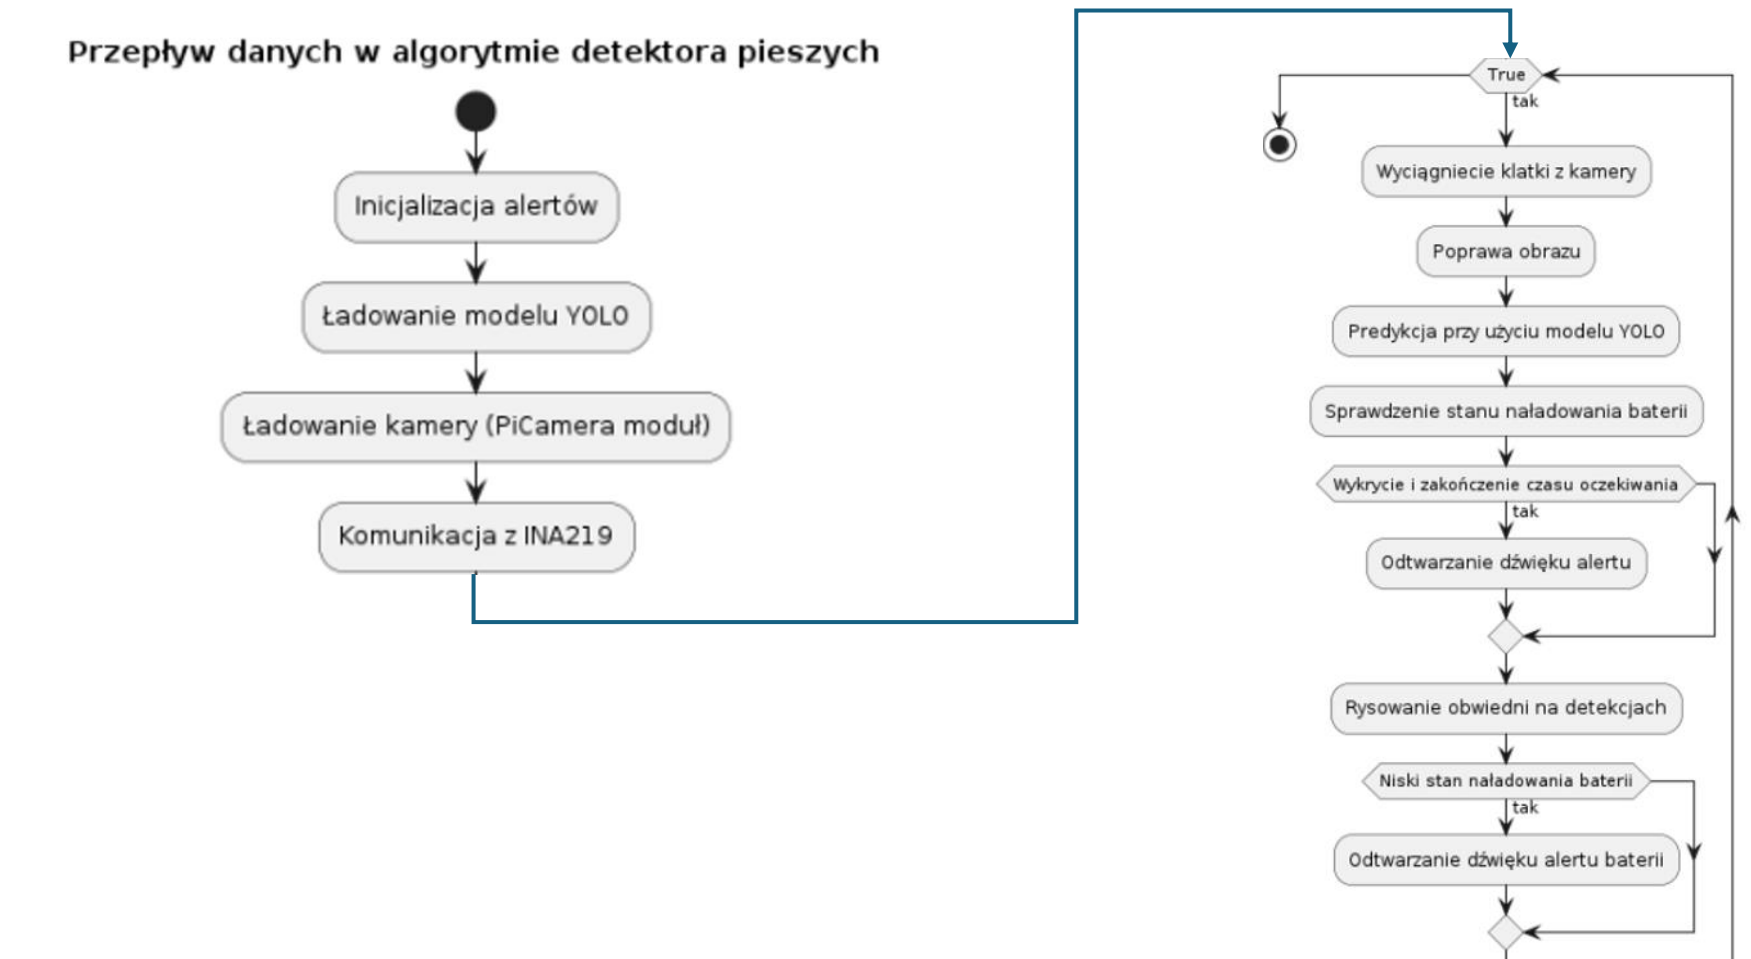 Przepływ danych w algorytmie detektora pieszych
Inicjalizacja alertów
Ładowanie modelu YOLO
Ładowanie kamery (PiCamera moduł)
Komunikacja z INA219
True
tak
Wyciągniecie klatki z kamery
Poprawa obrazu
Predykcja przy użyciu modelu YOLO
Sprawdzenie stanu naładowania baterii
Wykrycie i zakończenie czasu oczekiwania
tak
Odtwarzanie dźwięku alertu
Rysowanie obwiedni na detekcjach
Niski stan naładowania baterii
tak
Odtwarzanie dźwięku alertu baterii